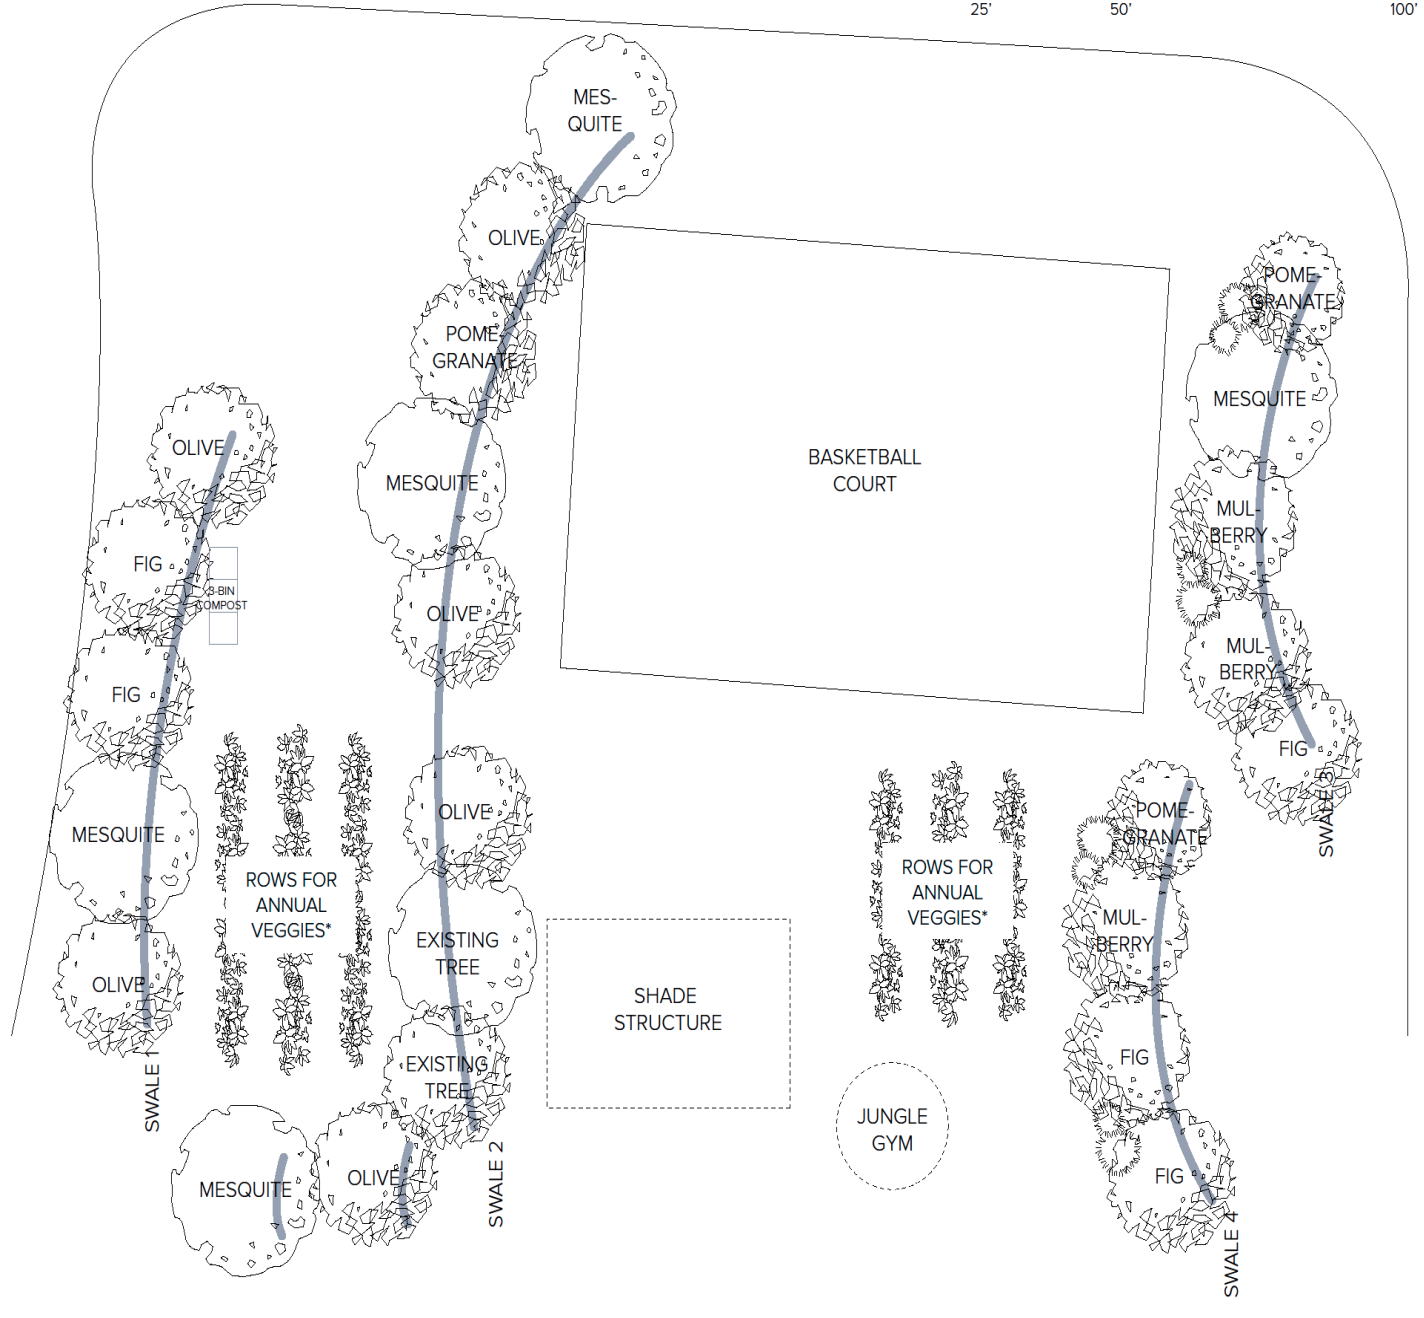 25' 50' 100'
MES-
QUITE
OLIVE
POME-
GRANATE
POME-
GRANATE
MESQUITE
OLIVE
BASKETBALL
COURT
MESQUITE
MUL-
BERRY
FIG
3-BIN
COMPOST
OLIVE
MUL-
BERRY
FIG
FIG
SWALE 3
OLIVE
POME-
GRANATE
MESQUITE
ROWS FOR
ANNUAL
VEGGIES*
ROWS FOR
ANNUAL
VEGGIES*
MUL-
BERRY
EXISTING
TREE
OLIVE
SHADE
STRUCTURE
FIG
EXISTING
TREE
SWALE 1
JUNGLE
GYM
MESQUITE
OLIVE
SWALE 2
FIG
SWALE 4